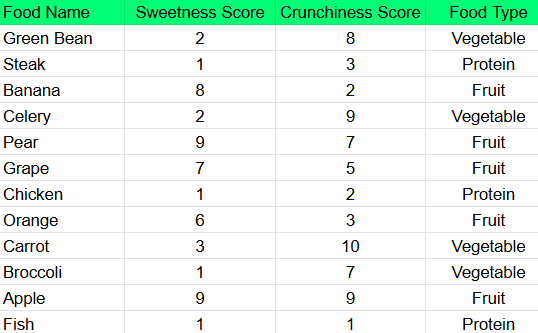 Food Name Sweetness Score Crunchiness Score Food Type
Green Bean 2 8 Vegetable
Steak 1 3 Protein
Banana 8 2 Fruit
Celery 2 9 Vegetable
Pear 9 7 Fruit
Grape 7 5 Fruit
Chicken 1 2 Protein
Orange 6 3 Fruit
Carrot 3 10 Vegetable
Broccoli 1 7 Vegetable
Apple 9 9 Fruit
Fish 1 1 Protein